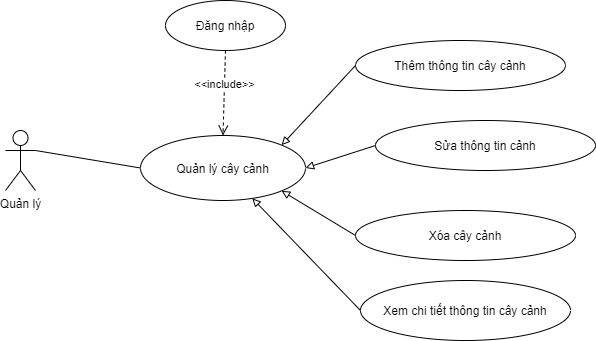 Đăng nhập
<<include>>
Thêm thông tin cây cảnh
Sửa thông tin cảnh
Quản lý cây cảnh
Quản lý
Xóa cây cảnh
Xem chi tiết thông tin cây cảnh